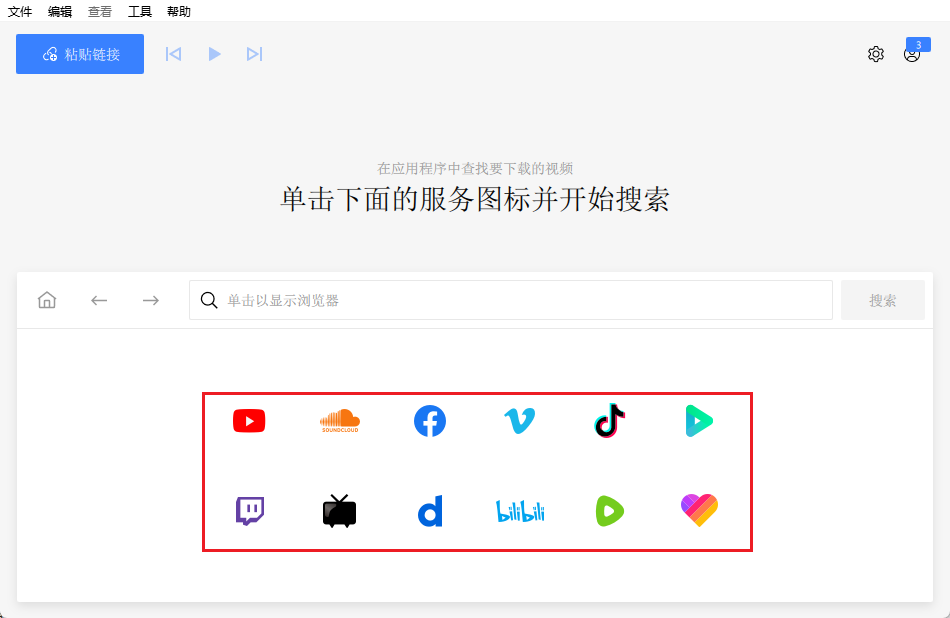 文件 编辑 查看 工具 帮助
粘贴链接
3
在应用程序中查找要下载的视频
单击下面的服务图标并开始搜索
单击以显示浏览器
搜索
SOUNDCLOUD
bilibili